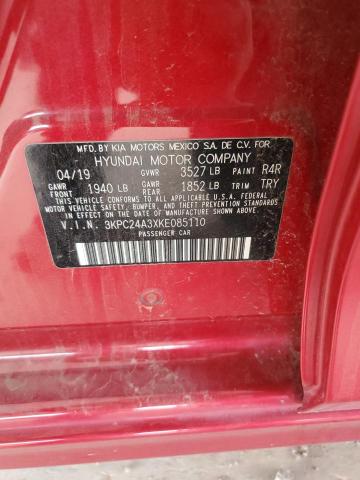 MFD. BY KIA MOTORS MEXICO S.A. DE C.V. FOR
HYUNDAI MOTOR COMPANY
04/19 GVWR 3527 LB PAINT R4R
GAWR FRONT 1940 LB GAWR REAR 1852 LB TRIM TRY
THIS VEHICLE CONFORMS TO ALL APPLICABLE U.S.A. FEDERAL
MOTOR VEHICLE SAFETY, BUMPER, AND THEFT PREVENTION
STANDARDS IN EFFECT ON THE DATE OF MANUFACTURE SHOWN ABOVE.
V.I.N. 3KPC24A3XKE085110
PASSENGER CAR